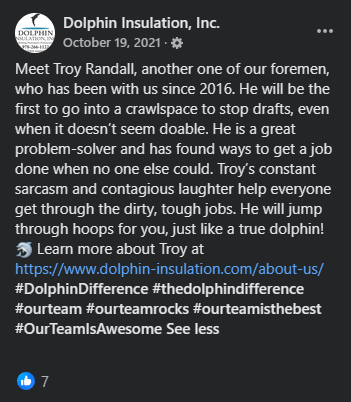 DOLPHIN
INSULATION, INC
978-266-1122
Dolphin Insulation, Inc.
October 19, 2021 ·
Meet Troy Randall, another one of our foremen,
who has been with us since 2016. He will be the
first to go into a crawlspace to stop drafts, even
when it doesn't seem doable. He is a great
problem-solver and has found ways to get a job
done when no one else could. Troy's constant
sarcasm and contagious laughter help everyone
get through the dirty, tough jobs. He will jump
through hoops for you, just like a true dolphin!
🐬 Learn more about Troy at
https://www.dolphin-insulation.com/about-us/
#DolphinDifference #thedolphindifference
#ourteam #ourteamrocks #ourteamisthebest
#OurTeamIsAwesome See less
7